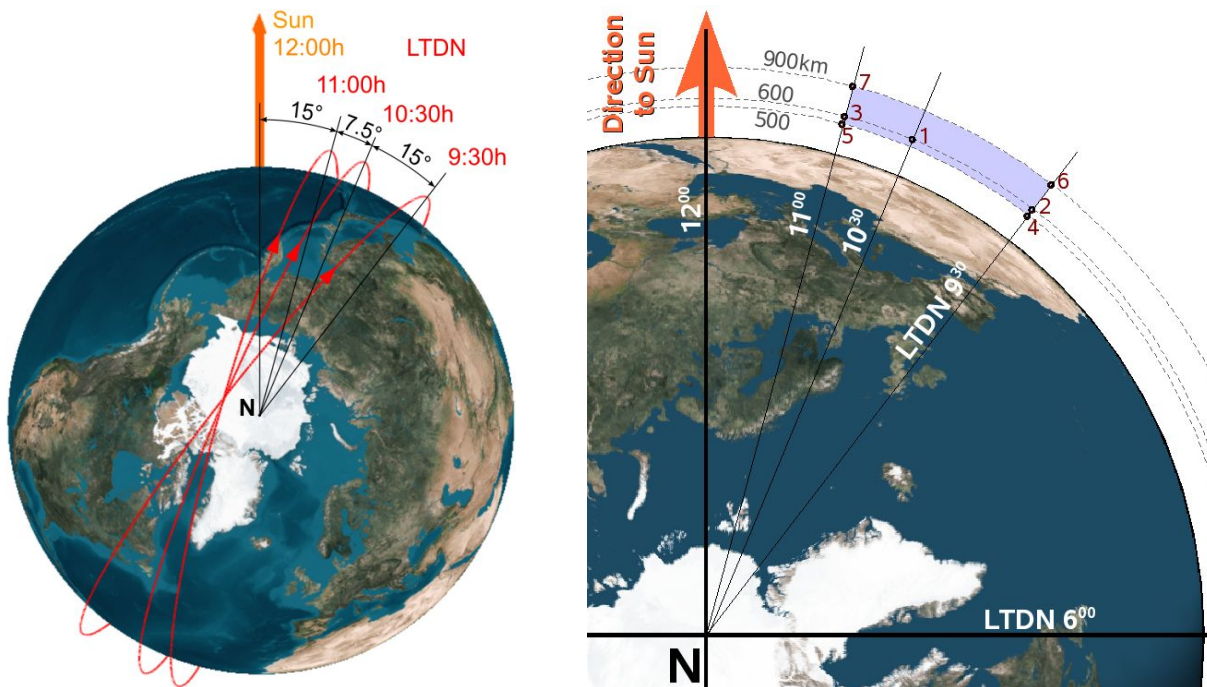 Sun
12:00h
LTDN
11:00h
10:30h
9:30h
15°
7.5°
15°
N
Direction
to Sun
900km
600
500
7
3
5
1
6
2
4
12⁰⁰
11⁰⁰
10³⁰
LTDN 9³⁰
LTDN 6⁰⁰
N